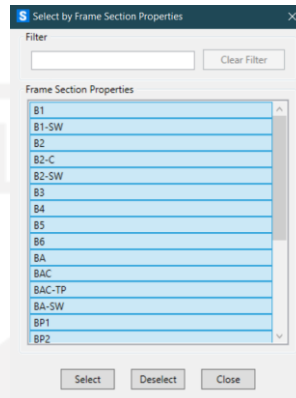 S Select by Frame Section Properties
Filter
Clear Filter
Frame Section Properties
B1
B1-SW
B2
B2-C
B2-SW
B3
B4
B5
B6
BA
BAC
BAC-TP
BA-SW
BP1
BP2
Select Deselect Close